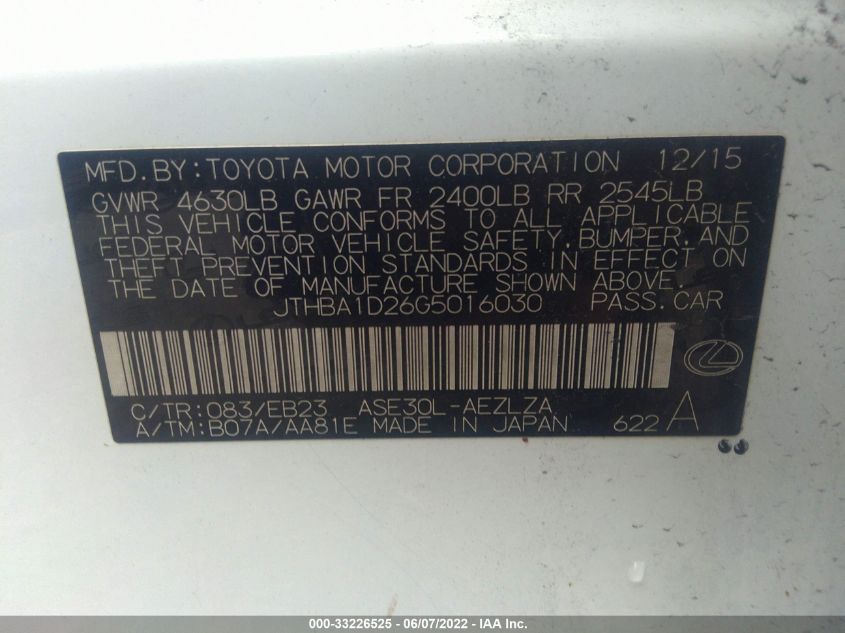 MFD.BY:TOYOTA MOTOR CORPORATION 12/15
GVWR 4630LB GAWR FR 2400LB RR 2545LB
THIS VEHICLE CONFORMS TO ALL APPLICABLE
FEDERAL MOTOR VEHICLE SAFETY,BUMPER,AND
THEFT PREVENTION STANDARDS IN EFFECT ON
THE DATE OF MANUFACTURE SHOWN ABOVE.
JTHBA1D26G5016030 PASS.CAR
C/TR:083/EB23 ASE30L-AEZLZA
A/TM:B07A/AA81E MADE IN JAPAN 622 A
000-33226525 - 06/07/2022 - IAAI.COM